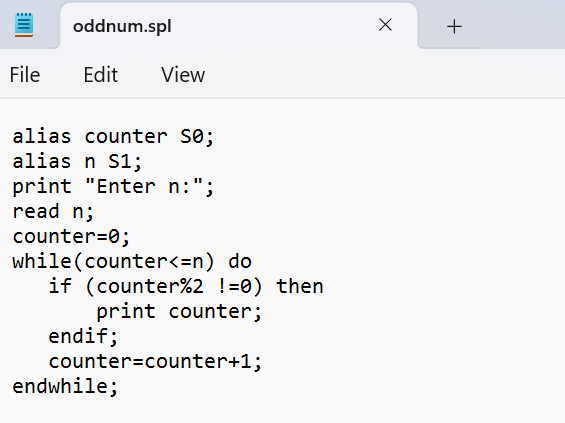 oddnum.spl
File Edit View
alias counter S0;
alias n S1;
print "Enter n:";
read n;
counter=0;
while(counter<=n) do
   if (counter%2 !=0) then
       print counter;
   endif;
   counter=counter+1;
endwhile;